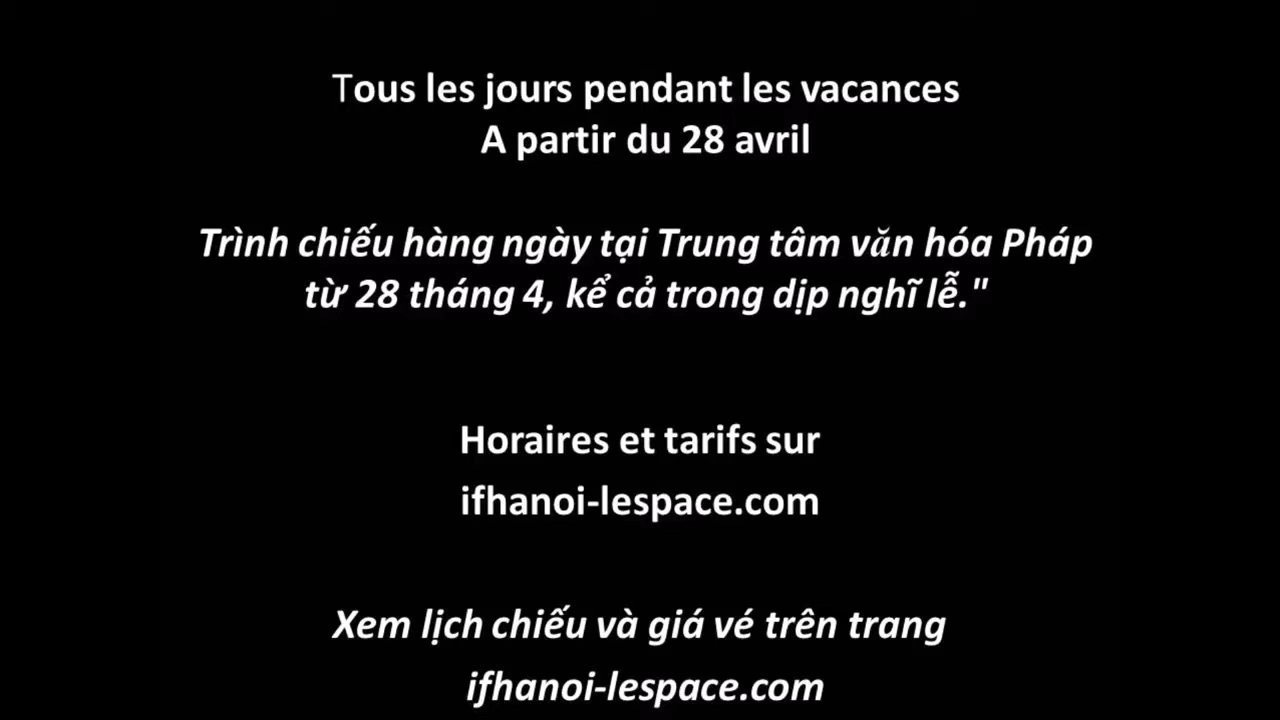 Tous les jours pendant les vacances
A partir du 28 avril
Trình chiếu hàng ngày tại Trung tâm văn hóa Pháp
từ 28 tháng 4, kể cả trong dịp nghĩ lễ."
Horaires et tarifs sur
ifhanoi-lespace.com
Xem lịch chiếu và giá vé trên trang
ifhanoi-lespace.com